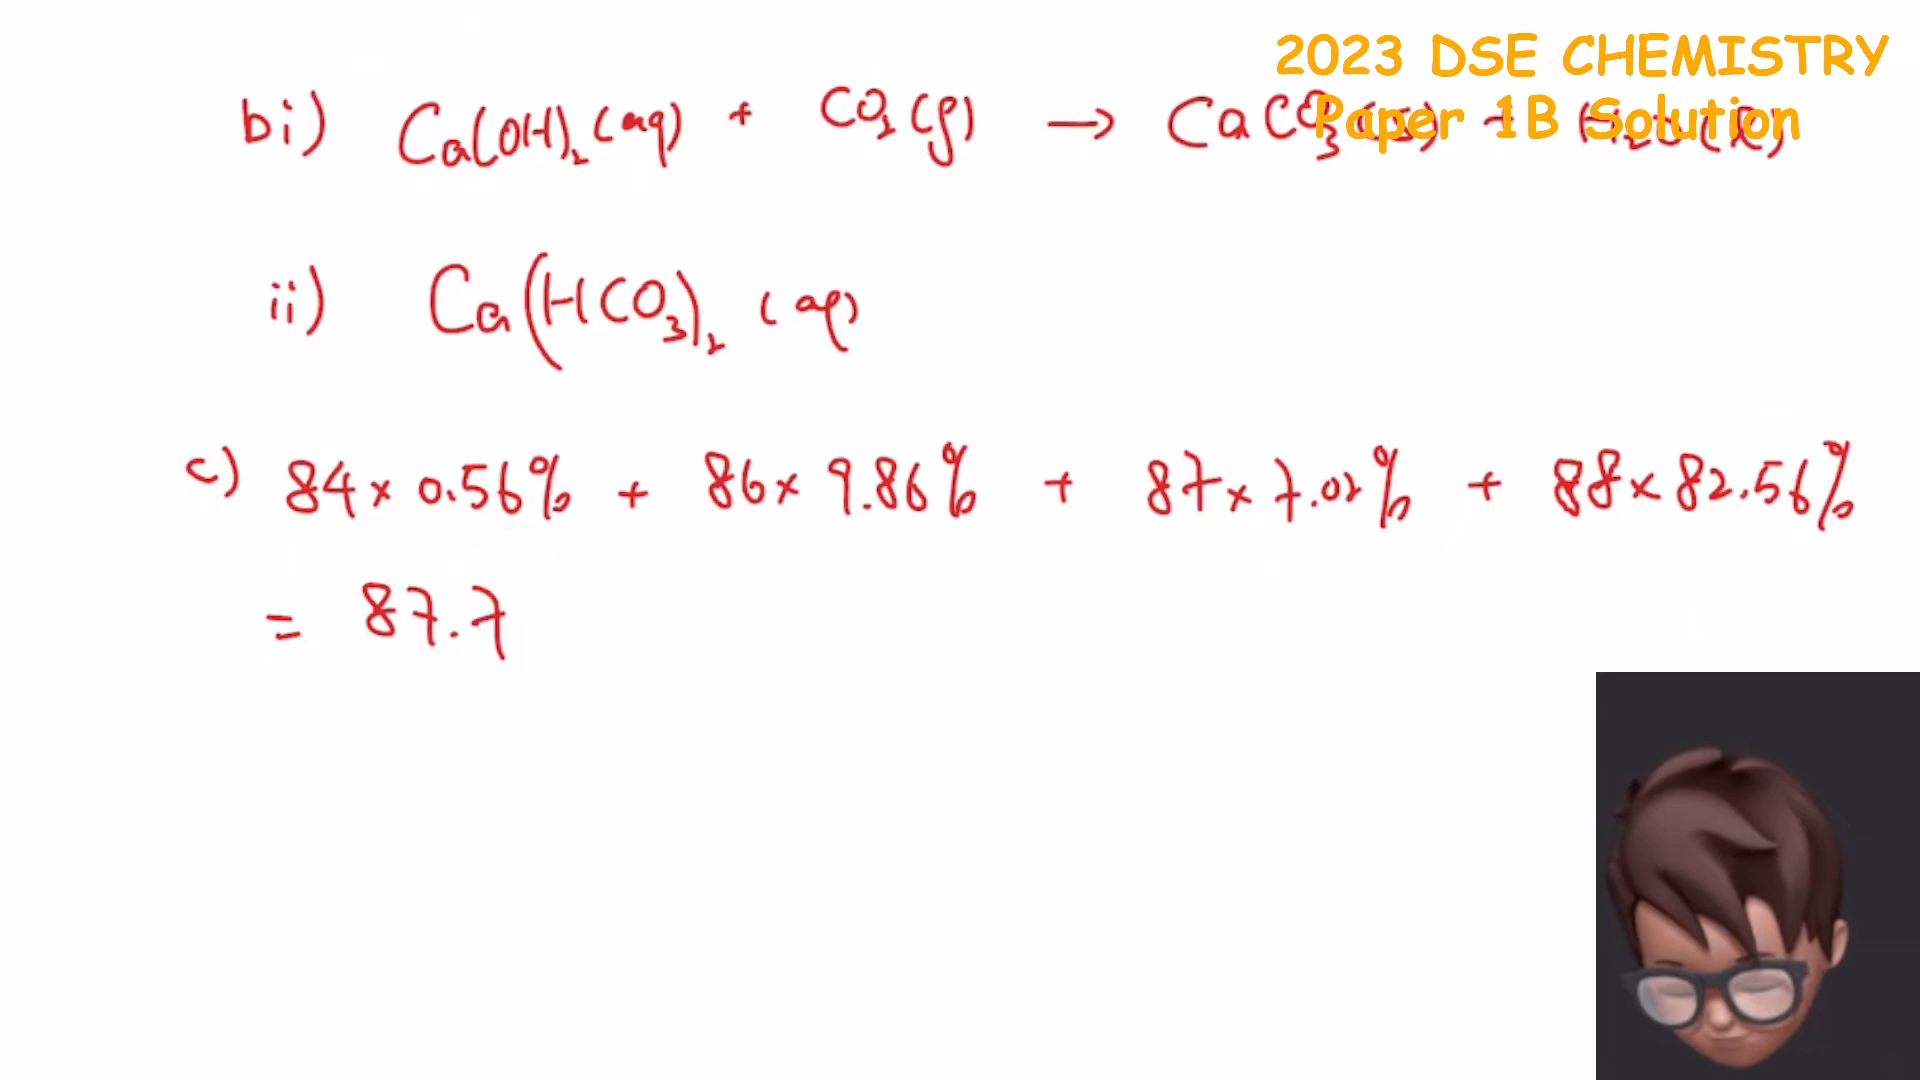 2023 DSE CHEMISTRY
Paper 1B Solution
bi) Ca(OH)₂(aq) + CO₂(g) → CaCO₃(s) + H₂O(l)
ii) Ca(HCO₃)₂ (aq)
c) 84 × 0.56% + 86 × 9.86% + 87 × 7.02% + 88 × 82.56%
= 87.7